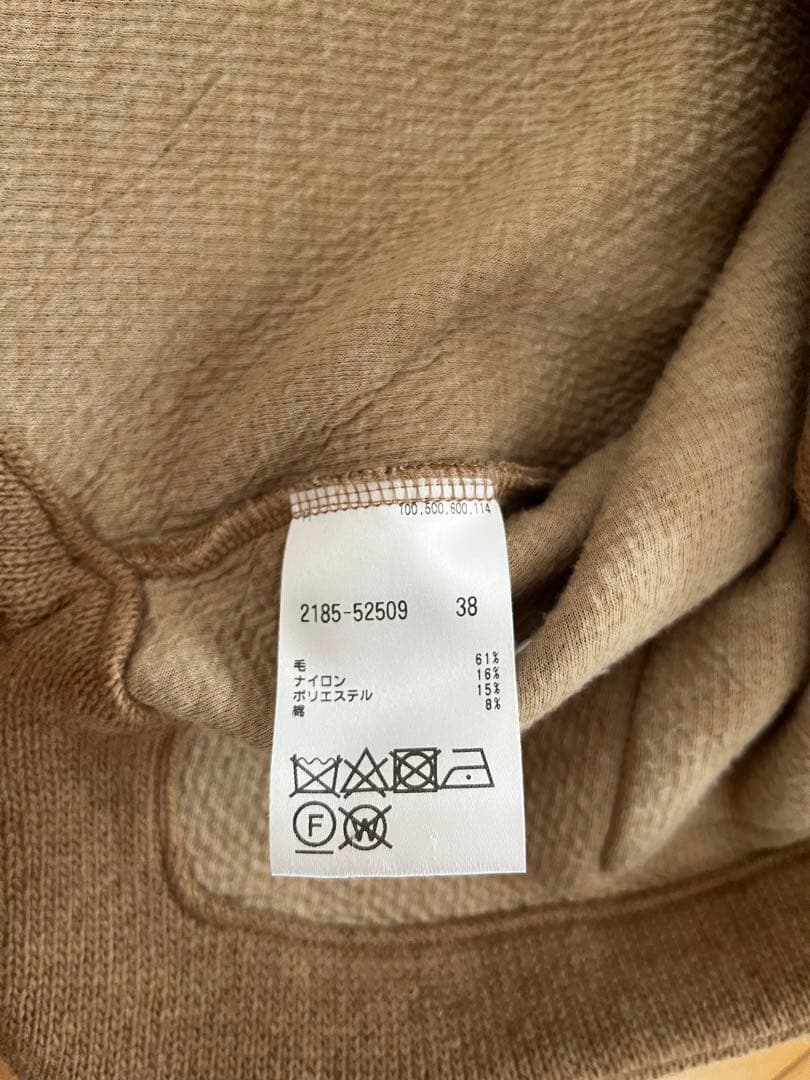 100,500,600,114
2185-52509 38
毛 61%
ナイロン 16%
ポリエステル 15%
綿 8%
F W